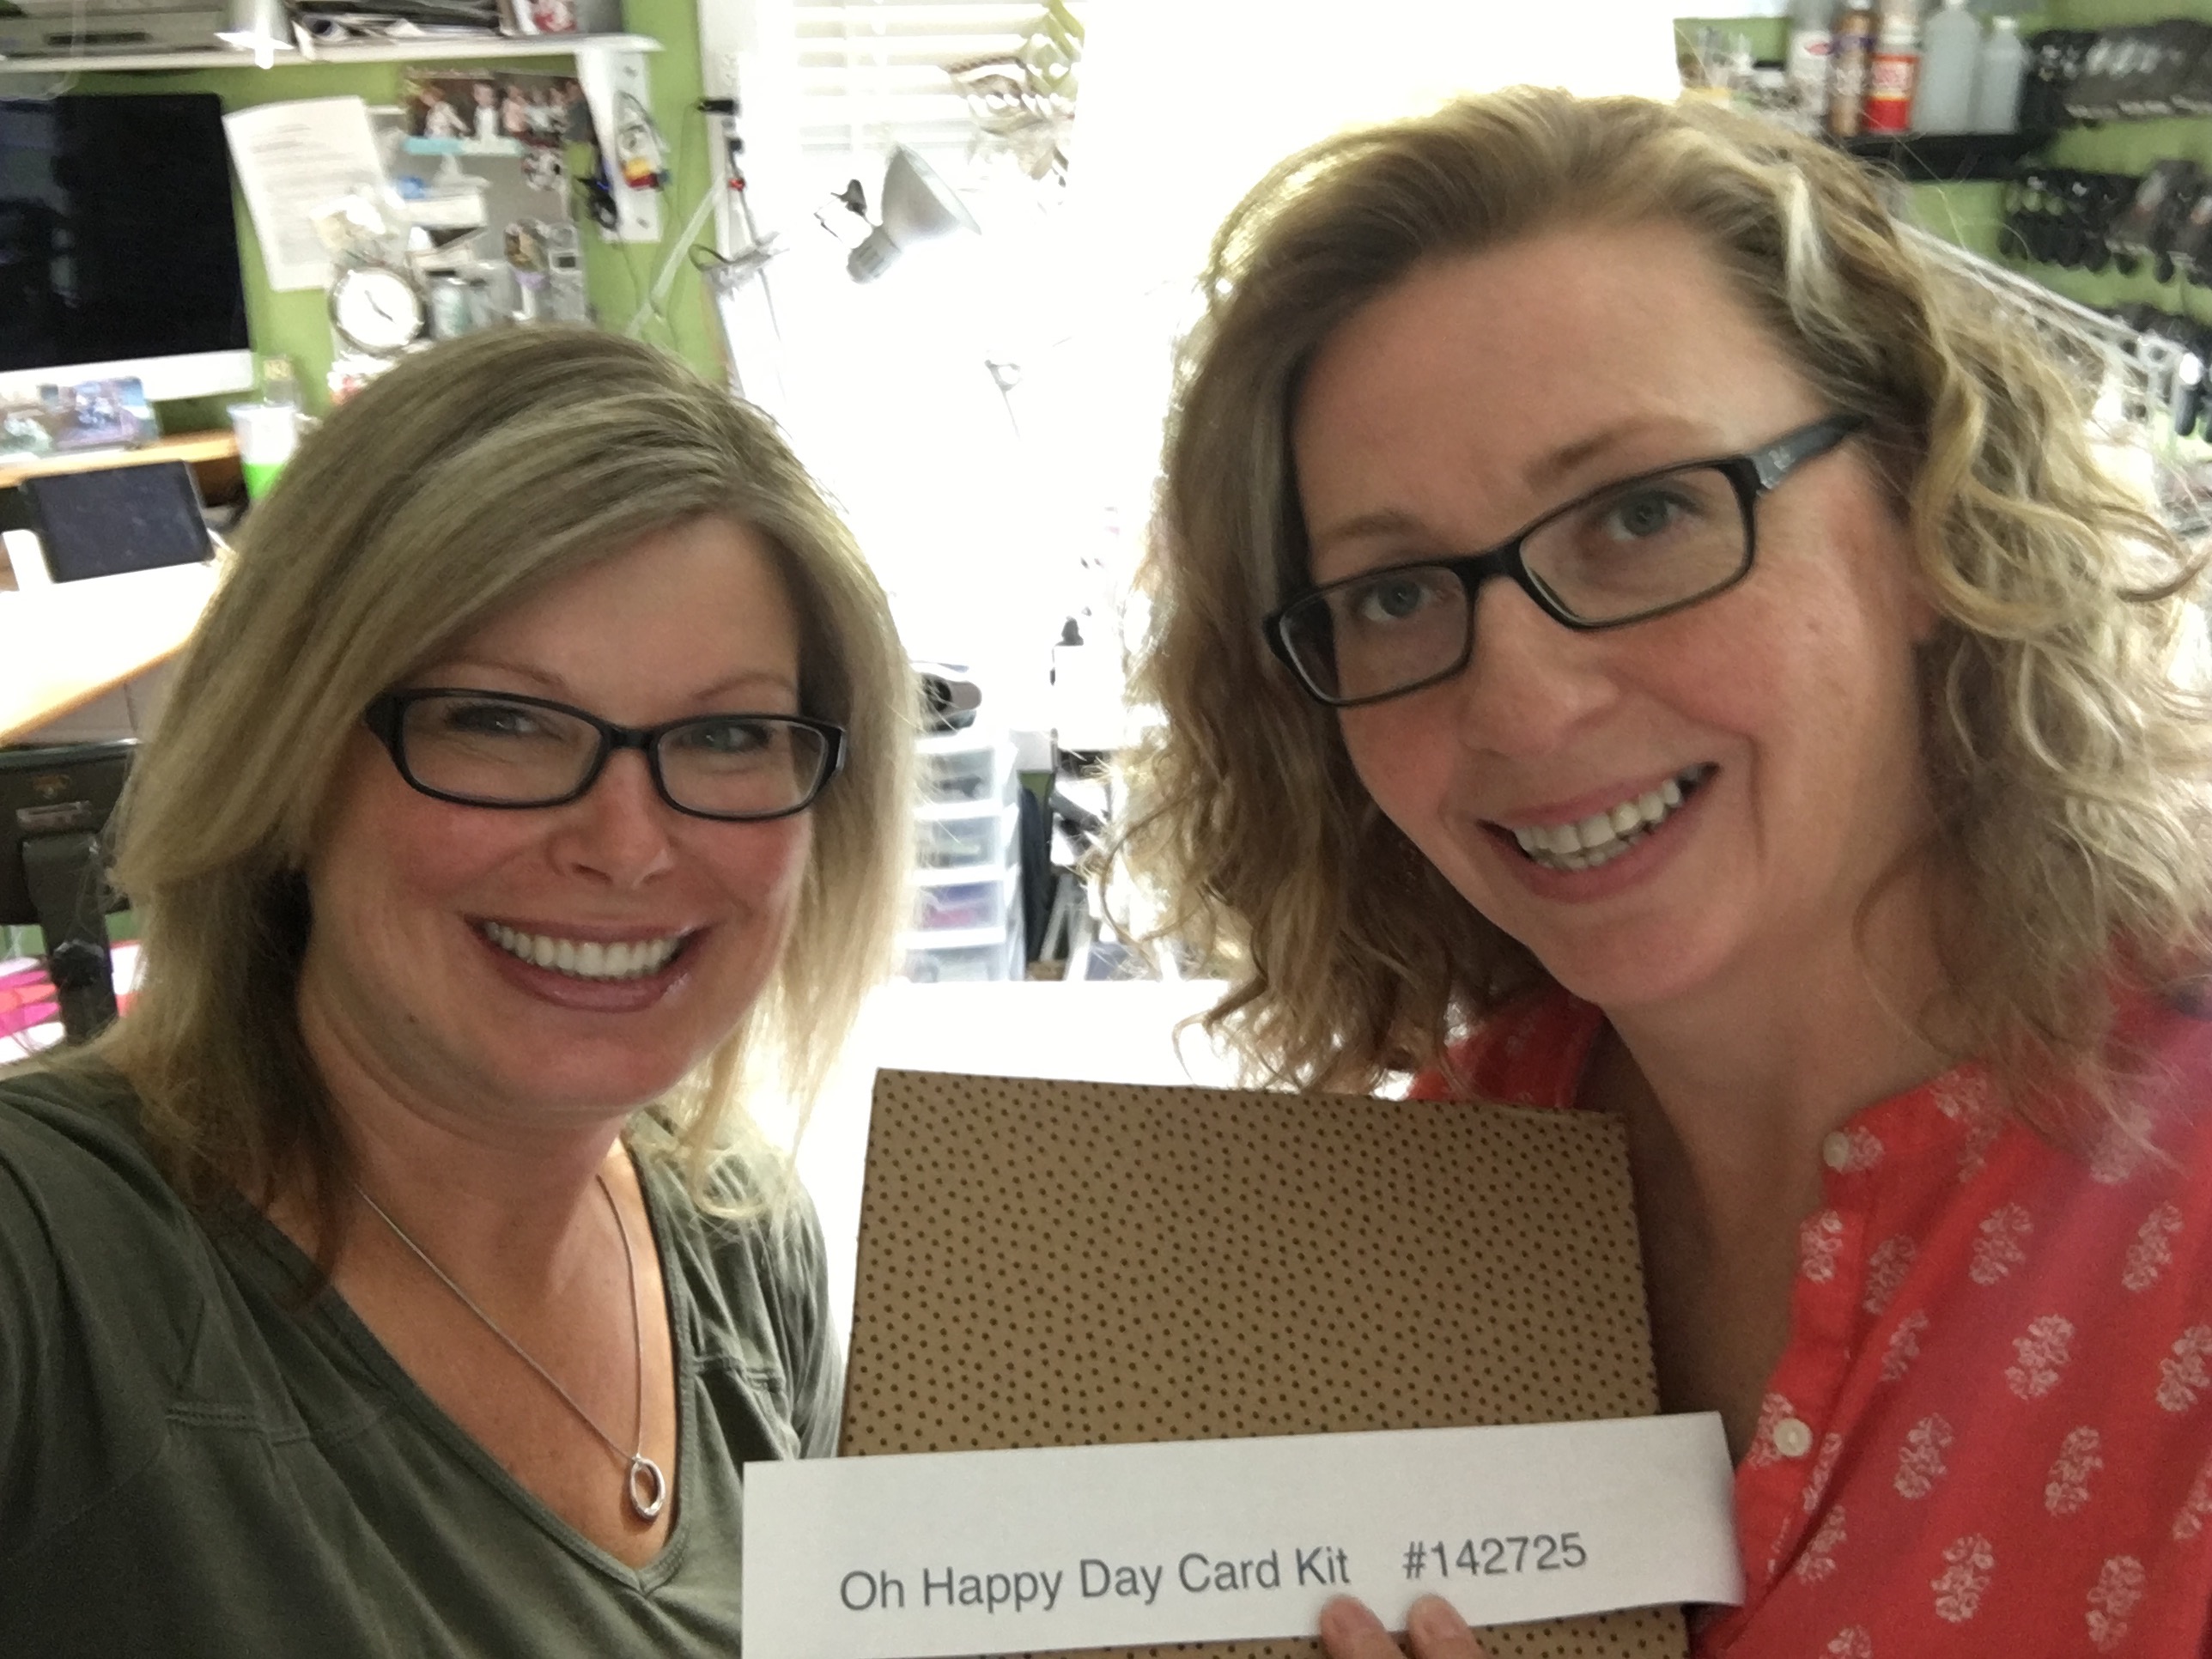 Oh Happy Day Card Kit #142725